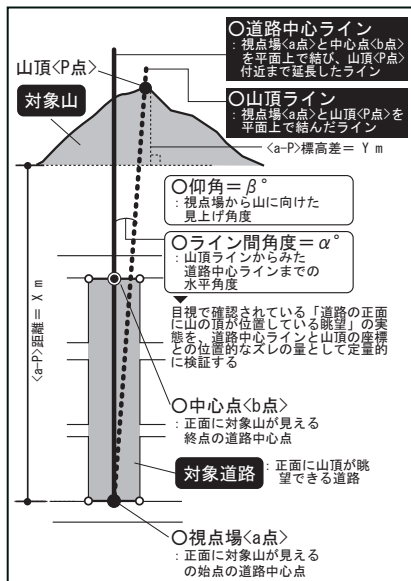 〇道路中心ライン
：視点場<a点>と中心点<b点>
を平面上で結び、山頂<P点>
付近まで延長したライン
山頂<P点>
対象山
〇山頂ライン
：視点場<a点>と山頂<P点>を
平面上で結んだライン
<a-P>標高差＝Ｙｍ
〇仰角＝β°
：視点場から山に向けた
見上げ角度
〇ライン間角度＝α°
：山頂ラインからみた
道路中心ラインまでの
水平角度
目視で確認されている「道路の正面
に山の頂が位置している眺望」の実
態を、道路中心ラインと山頂の座標
との位置的なズレの量として定量的
に検証する
<a-P>距離＝Ｘｍ
〇中心点<b点>
：正面に対象山が見える
終点の道路中心点
対象道路
：正面に山頂が眺
望できる道路
〇視点場<a点>
：正面に対象山が見える
の始点の道路中心点